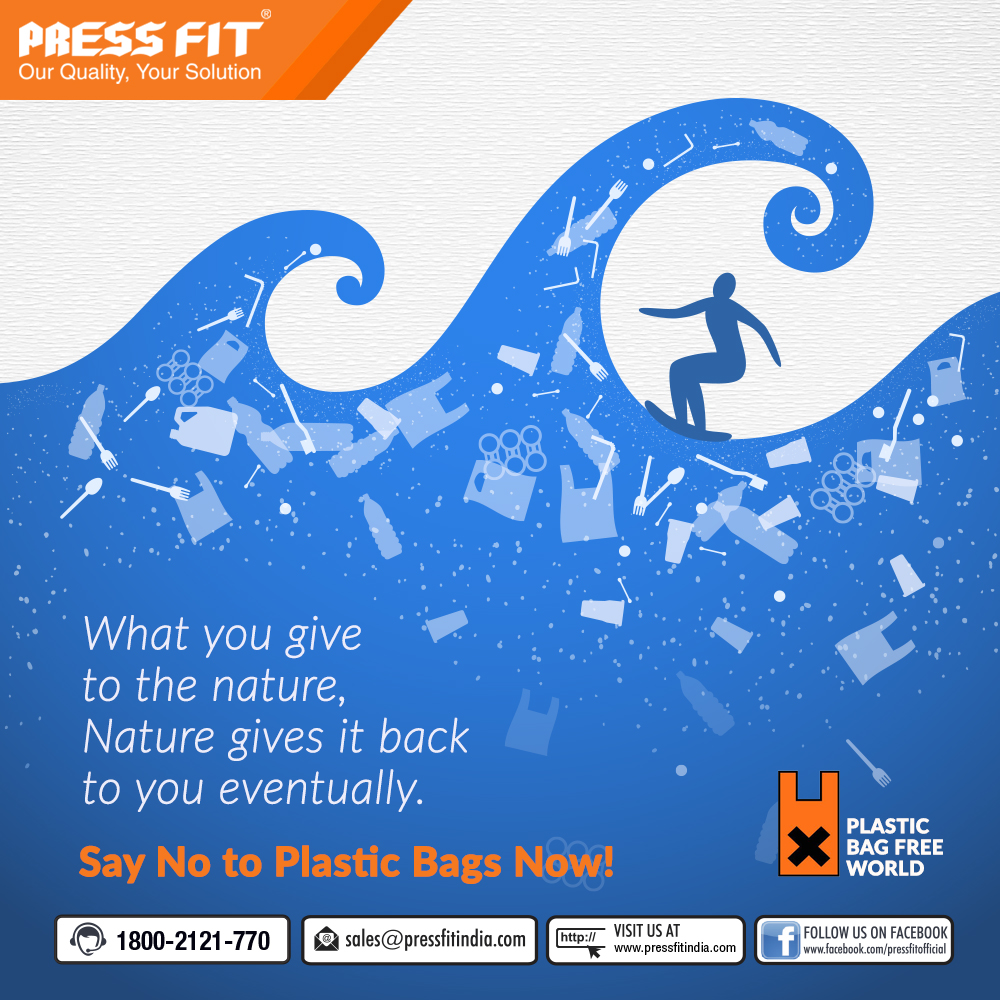 PRESS FIT®
Our Quality, Your Solution
What you give
to the nature,
Nature gives it back
to you eventually.
Say No to Plastic Bags Now!
PLASTIC
BAG FREE
WORLD
1800-2121-770
sales@pressfitindia.com
http://
VISIT US AT
www.pressfitindia.com
FOLLOW US ON FACEBOOK
www.facebook.com/pressfitofficial